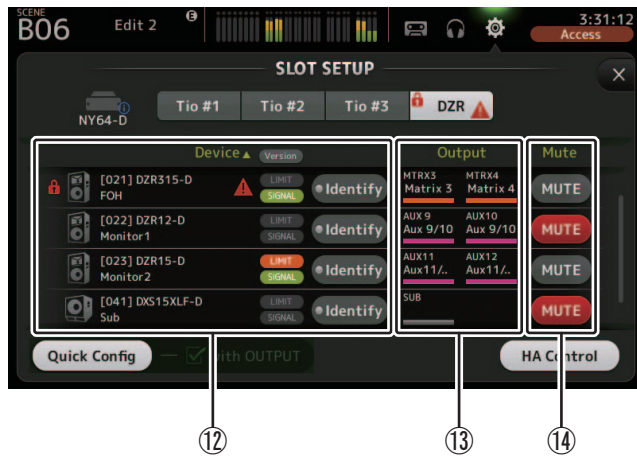 SCENE
B06 Edit 2 E 3:31:12
Access
SLOT SETUP
NY64-D Tio #1 Tio #2 Tio #3 DZR
Device Version Output Mute
[021] DZR315-D LIMIT MTRX3 MTRX4
FOH SIGNAL Identify Matrix 3 Matrix 4 MUTE
[022] DZR12-D LIMIT AUX 9 AUX10
Monitor1 SIGNAL Identify Aux 9/10 Aux 9/10 MUTE
[023] DZR15-D LIMIT AUX11 AUX12
Monitor2 SIGNAL Identify Aux11/.. Aux11/.. MUTE
[041] DXS15XLF-D LIMIT SUB
Sub SIGNAL Identify MUTE
Quick Config with OUTPUT HA Control
⑫ ⑬ ⑭